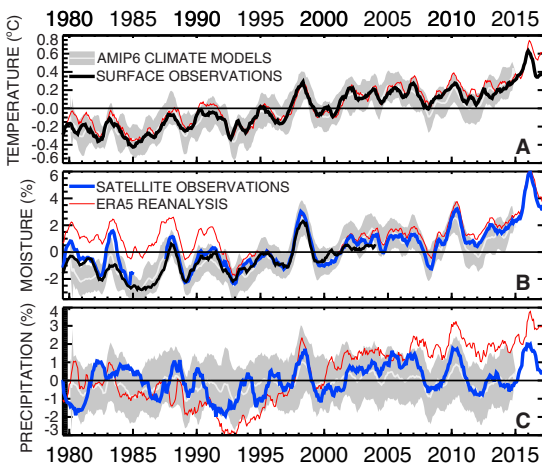 1980 1985 1990 1995 2000 2005 2010 2015
TEMPERATURE (°C)
0.8
0.6
0.4
0.2
-0.0
-0.2
-0.4
-0.6
AMIP6 CLIMATE MODELS
SURFACE OBSERVATIONS
A
MOISTURE (%)
6
4
2
0
-2
SATELLITE OBSERVATIONS
ERA5 REANALYSIS
B
PRECIPITATION (%)
4
3
2
1
0
-1
-2
-3
C
1980 1985 1990 1995 2000 2005 2010 2015